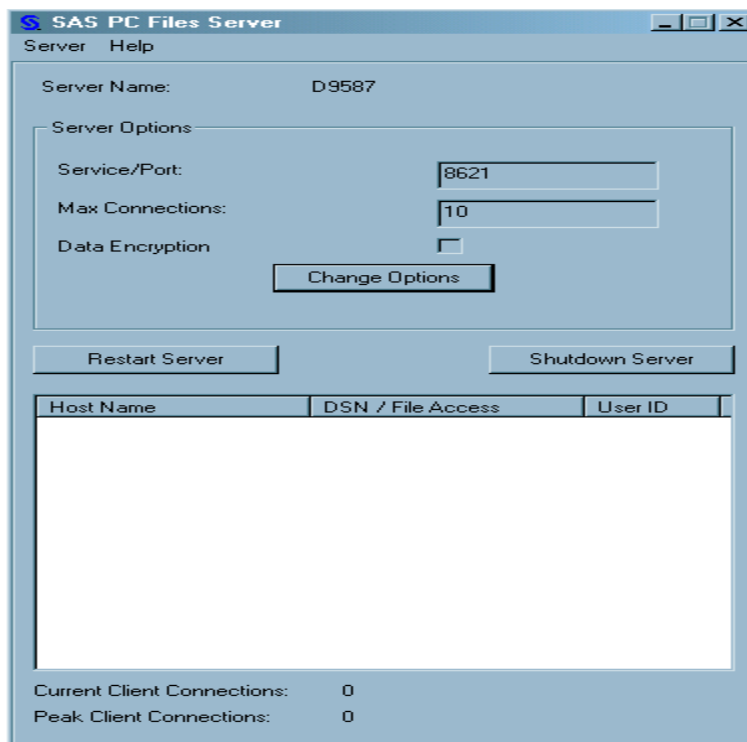 SAS PC Files Server
Server Help
Server Name: D9587
Server Options
Service/Port: 8621
Max Connections: 10
Data Encryption
Change Options
Restart Server Shutdown Server
Host Name DSN / File Access User ID
Current Client Connections: 0
Peak Client Connections: 0